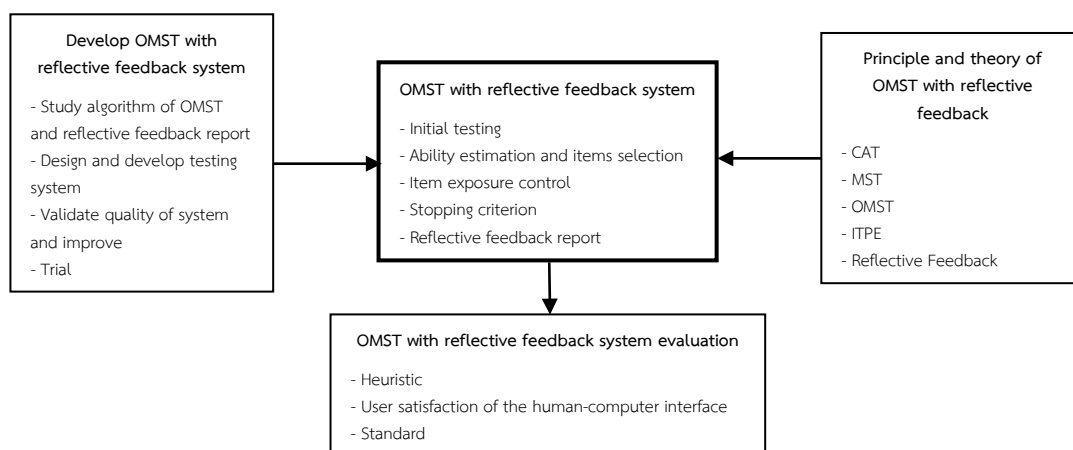 Develop OMST with
reflective feedback system
- Study algorithm of OMST
and reflective feedback report
- Design and develop testing
system
- Validate quality of system
and improve
- Trial
OMST with reflective feedback system
- Initial testing
- Ability estimation and items selection
- Item exposure control
- Stopping criterion
- Reflective feedback report
Principle and theory of
OMST with reflective
feedback
- CAT
- MST
- OMST
- ITPE
- Reflective Feedback
OMST with reflective feedback system evaluation
- Heuristic
- User satisfaction of the human-computer interface
- Standard